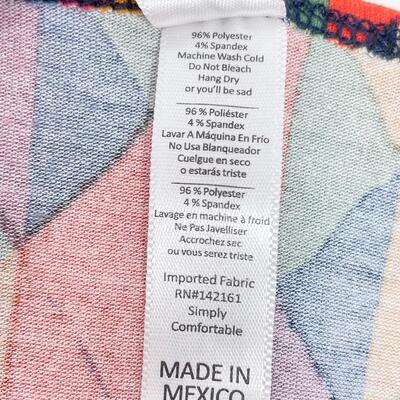 96% Polyester
4% Spandex
Machine Wash Cold
Do Not Bleach
Hang Dry
or you'll be sad
96 % Poliéster
4 % Spandex
Lavar A Máquina En Frío
No Usa Blanqueador
Cuelgue en seco
o estarás triste
96 % Polyester
4 % Spandex
Lavage en machine à froid
Ne Pas Javelliser
Accrochez sec
ou vous serez triste
Imported Fabric
RN#142161
Simply
Comfortable
MADE IN
MEXICO